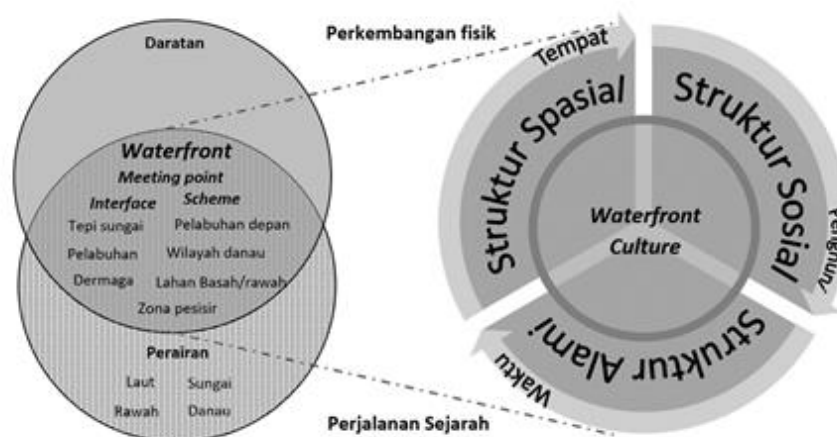 Daratan
Waterfront
Meeting point
Interface Scheme
Tepi sungai Pelabuhan depan
Pelabuhan Wilayah danau
Dermaga Lahan Basah/rawah
Zona pesisir
Perairan
Laut Sungai
Rawah Danau
Perkembangan fisik
Perjalanan Sejarah
Tempat
Struktur Spasial
Struktur Sosial
Waterfront
Culture
Struktur Alami
Waktu